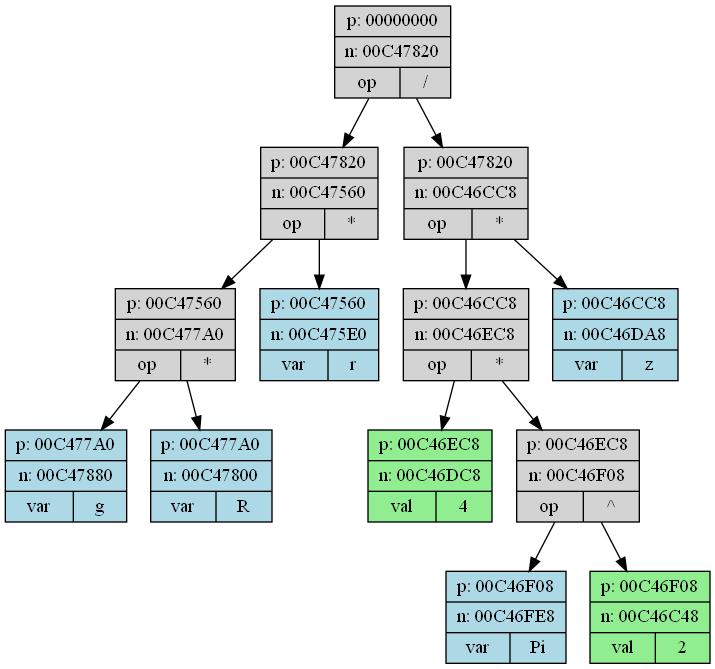 p: 00000000
n: 00C47820
op /
p: 00C47820
n: 00C47560
op *
p: 00C47820
n: 00C46CC8
op *
p: 00C47560
n: 00C477A0
op *
p: 00C47560
n: 00C475E0
var r
p: 00C46CC8
n: 00C46EC8
op *
p: 00C46CC8
n: 00C46DA8
var z
p: 00C477A0
n: 00C47880
var g
p: 00C477A0
n: 00C47800
var R
p: 00C46EC8
n: 00C46DC8
val 4
p: 00C46EC8
n: 00C46F08
op ^
p: 00C46F08
n: 00C46FE8
var Pi
p: 00C46F08
n: 00C46C48
val 2